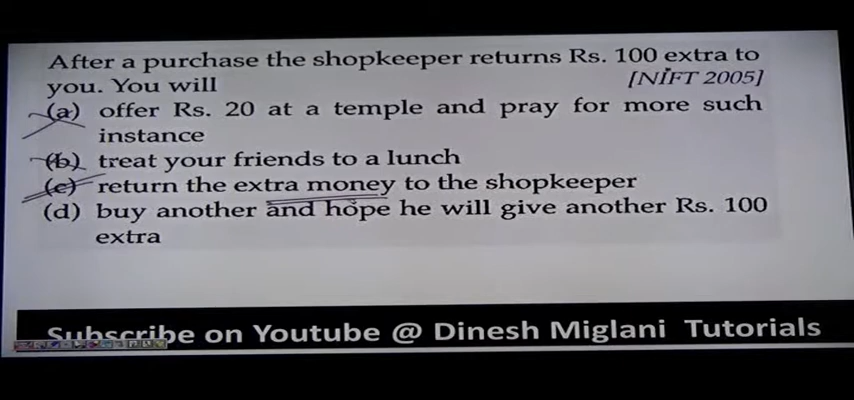 After a purchase the shopkeeper returns Rs. 100 extra to
you. You will [NIFT 2005]
(a) offer Rs. 20 at a temple and pray for more such
instance
(b) treat your friends to a lunch
(c) return the extra money to the shopkeeper
(d) buy another and hope he will give another Rs. 100
extra
Subscribe on Youtube @ Dinesh Miglani Tutorials